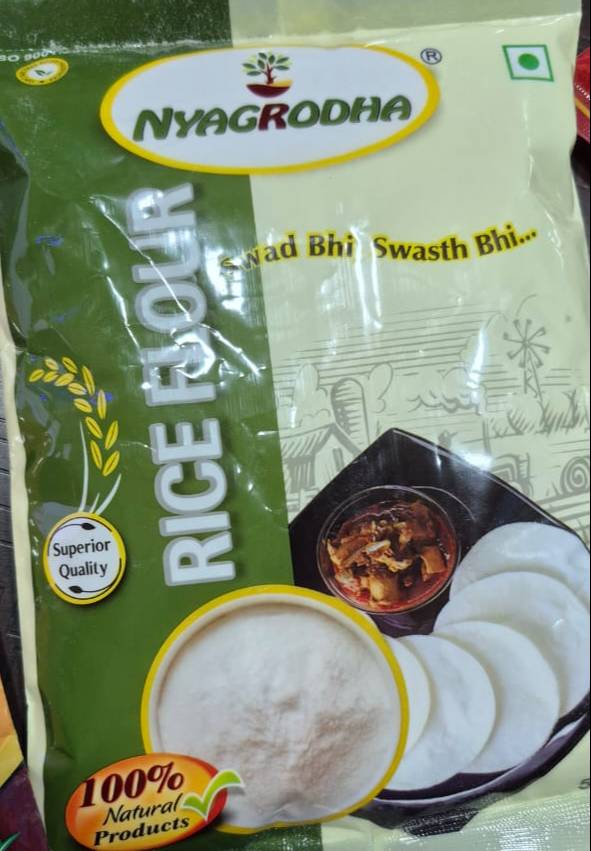 NYAGRODHA ®
Swad Bhi Swasth Bhi...
RICE FLOUR
Superior
Quality
100%
Natural
Products